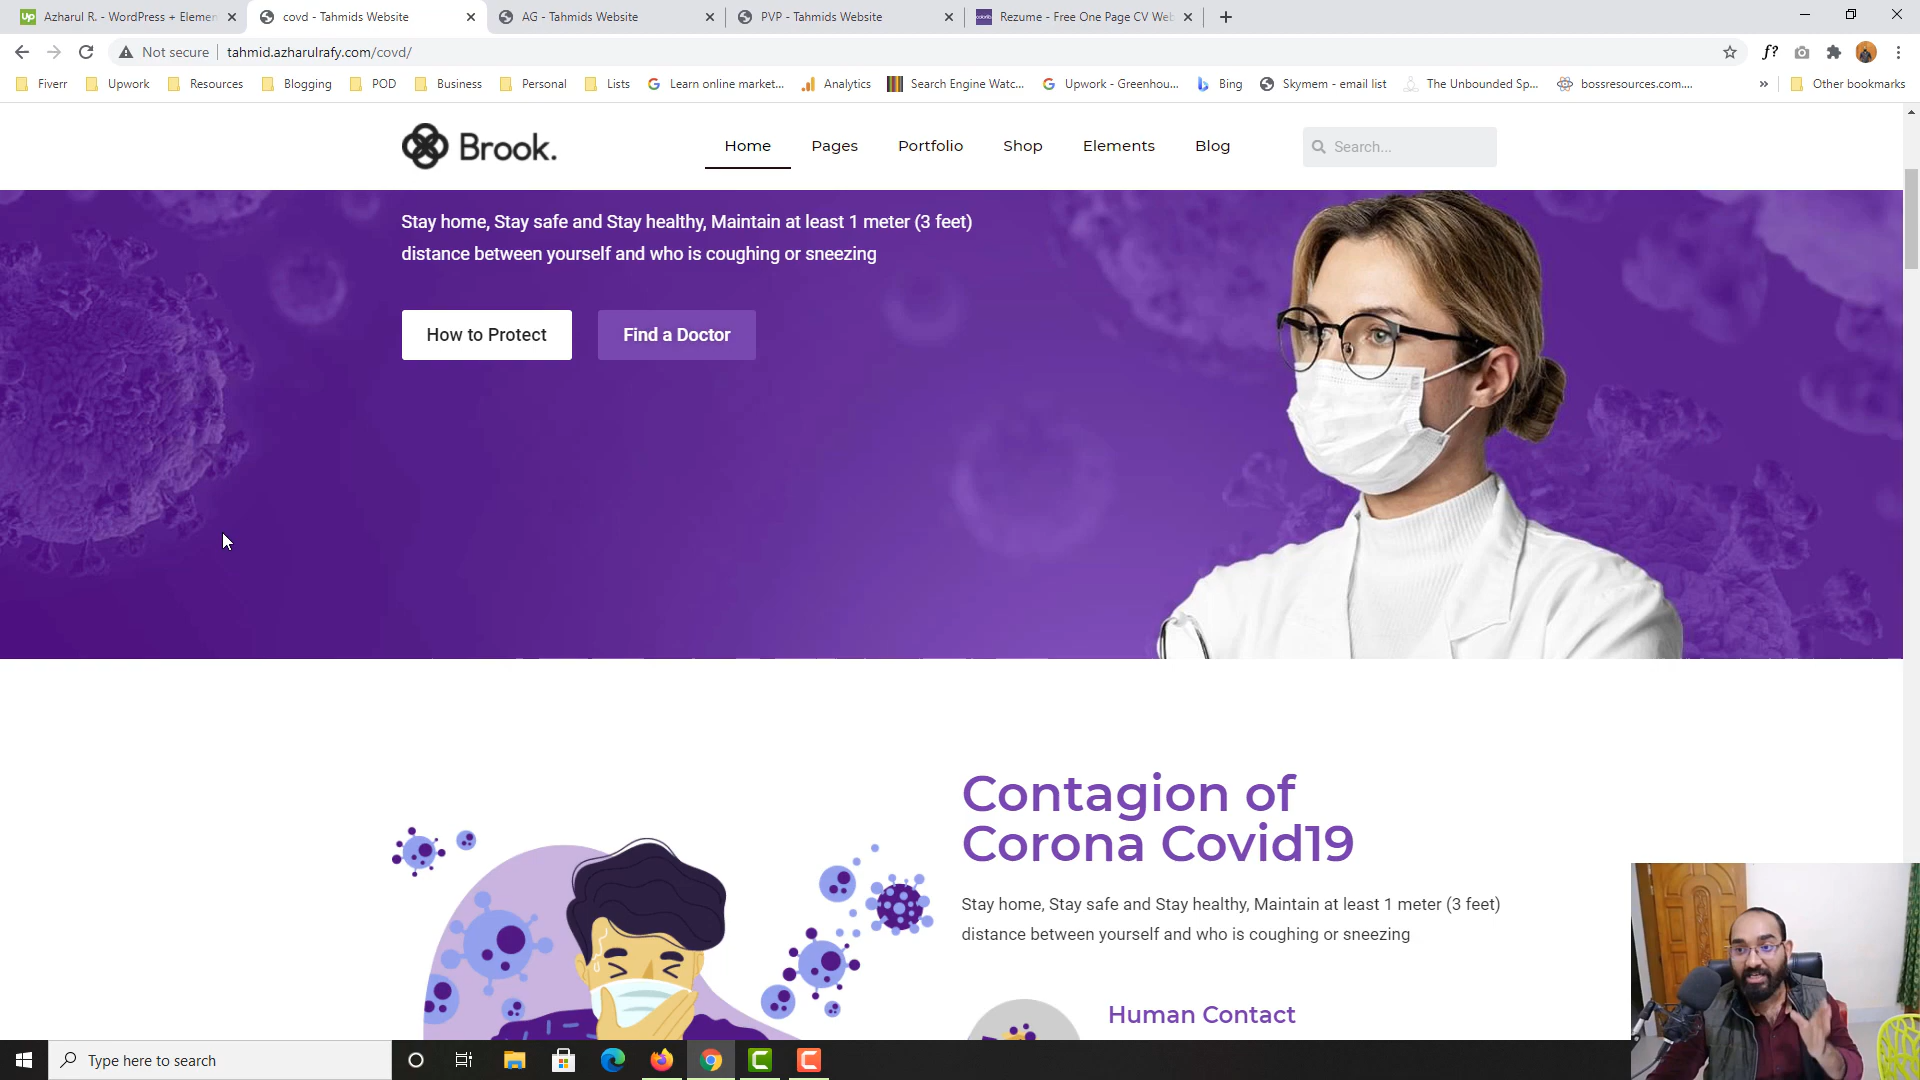 Azharul R. - WordPress + Elemen
covd - Tahmids Website
AG - Tahmids Website
PVP - Tahmids Website
Rezume - Free One Page CV Web
Not secure
tahmid.azharulrafy.com/covd/
Fiverr
Upwork
Resources
Blogging
POD
Business
Personal
Lists
Learn online market...
Analytics
Search Engine Watc...
Upwork - Greenhou...
Bing
Skymem - email list
The Unbounded Sp...
bossresources.com....
Other bookmarks
Brook.
Home
Pages
Portfolio
Shop
Elements
Blog
Search...
Stay home, Stay safe and Stay healthy, Maintain at least 1 meter (3 feet)
distance between yourself and who is coughing or sneezing
How to Protect
Find a Doctor
Contagion of
Corona Covid19
Stay home, Stay safe and Stay healthy, Maintain at least 1 meter (3 feet)
distance between yourself and who is coughing or sneezing
Human Contact
Type here to search